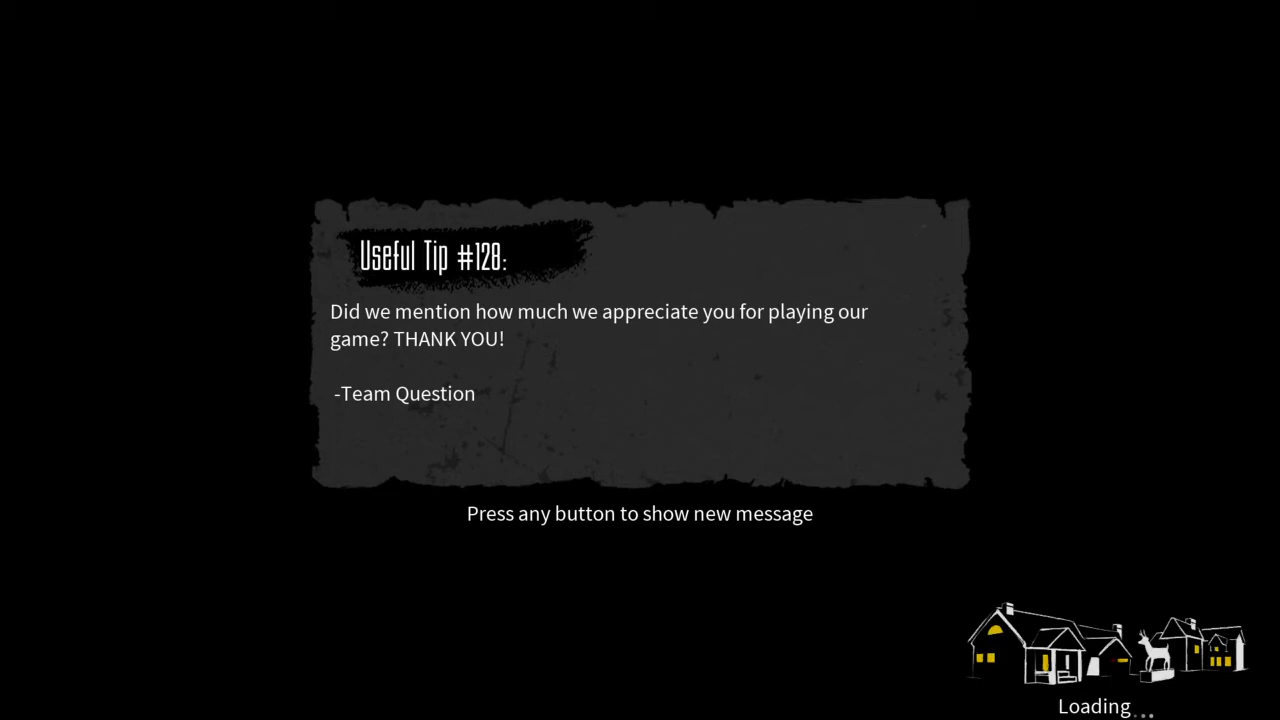 Useful Tip #128:
Did we mention how much we appreciate you for playing our
game? THANK YOU!
-Team Question
Press any button to show new message
Loading...